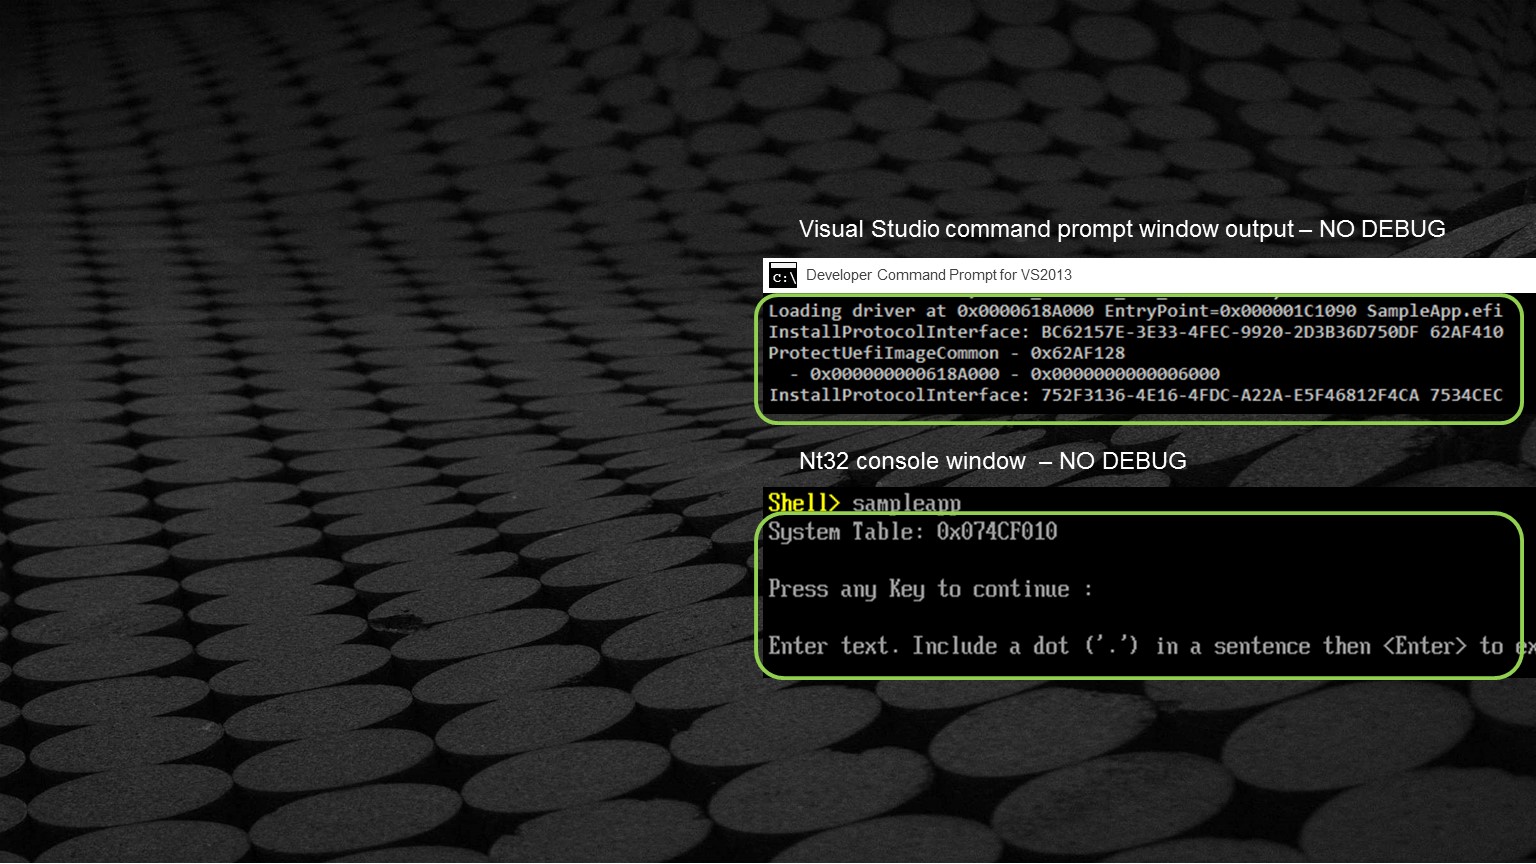 Visual Studio command prompt window output – NO DEBUG
C:\ Developer Command Prompt for VS2013
Loading driver at 0x0000618A000 EntryPoint=0x000001C1090 SampleApp.efi
InstallProtocolInterface: BC62157E-3E33-4FEC-9920-2D3B36D750DF 62AF410
ProtectUefiImageCommon - 0x62AF128
- 0x000000000618A000 - 0x0000000000006000
InstallProtocolInterface: 752F3136-4E16-4FDC-A22A-E5F46812F4CA 7534CEC
Nt32 console window – NO DEBUG
Shell> sampleapp
System Table: 0x074CF010
Press any Key to continue :
Enter text. Include a dot ('.') in a sentence then <Enter> to